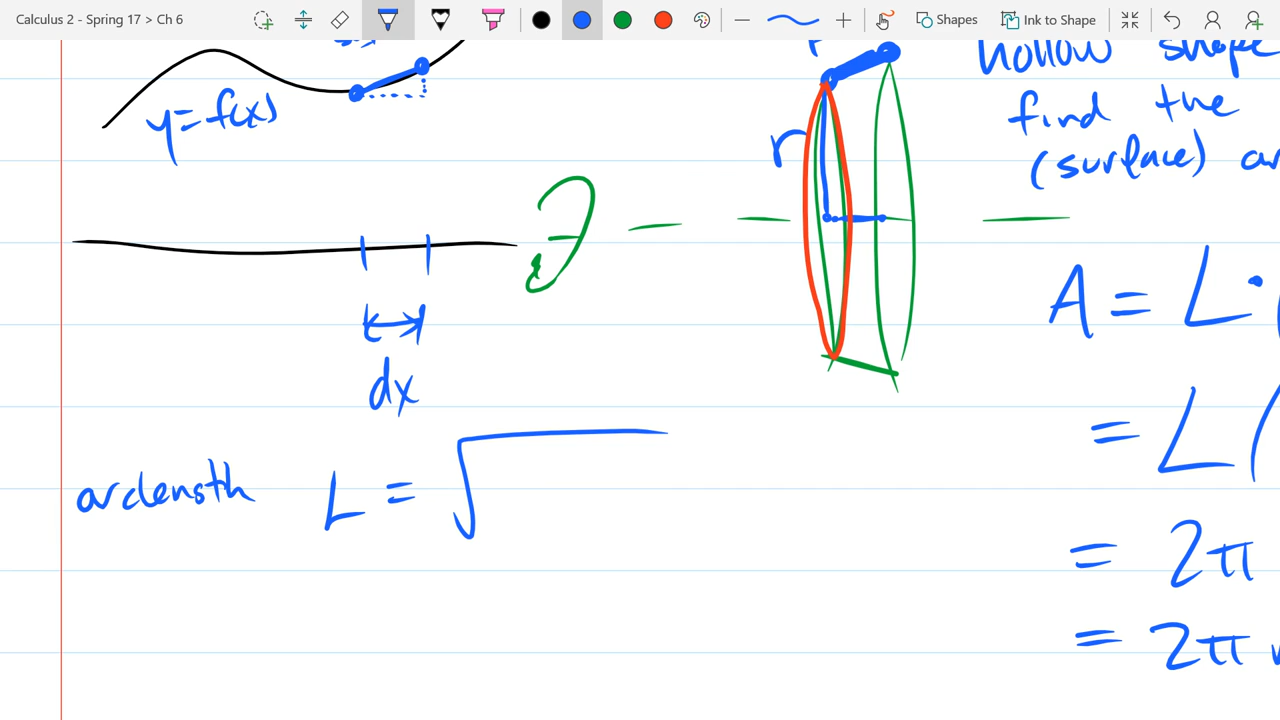 Calculus 2 - Spring 17 > Ch 6
Shapes
Ink to Shape
y=f(x)
hollow shape
find the
(surface)
r
dx
A = L ·
= L (
arclength L = √
= 2π
= 2π